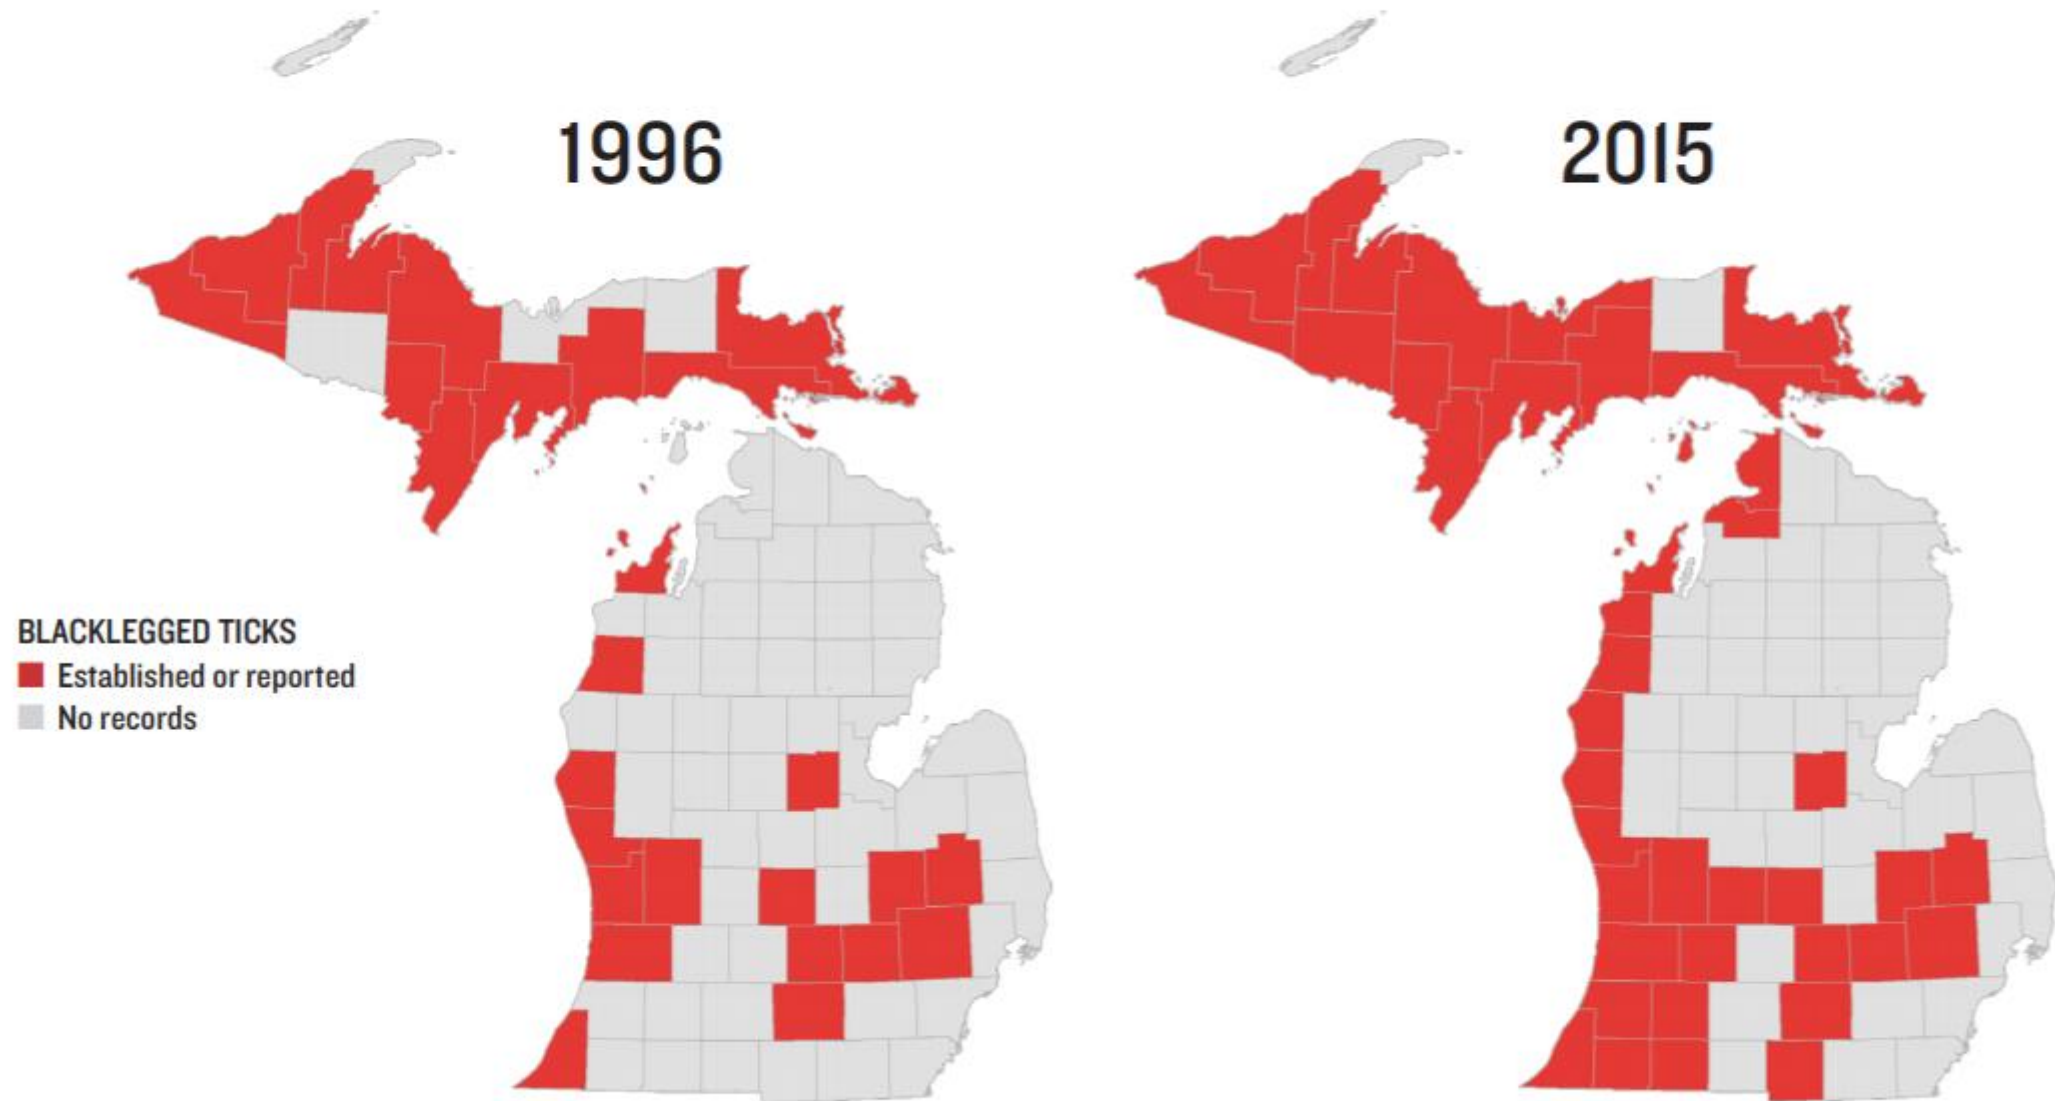 1996
2015
BLACKLEGGED TICKS
Established or reported
No records